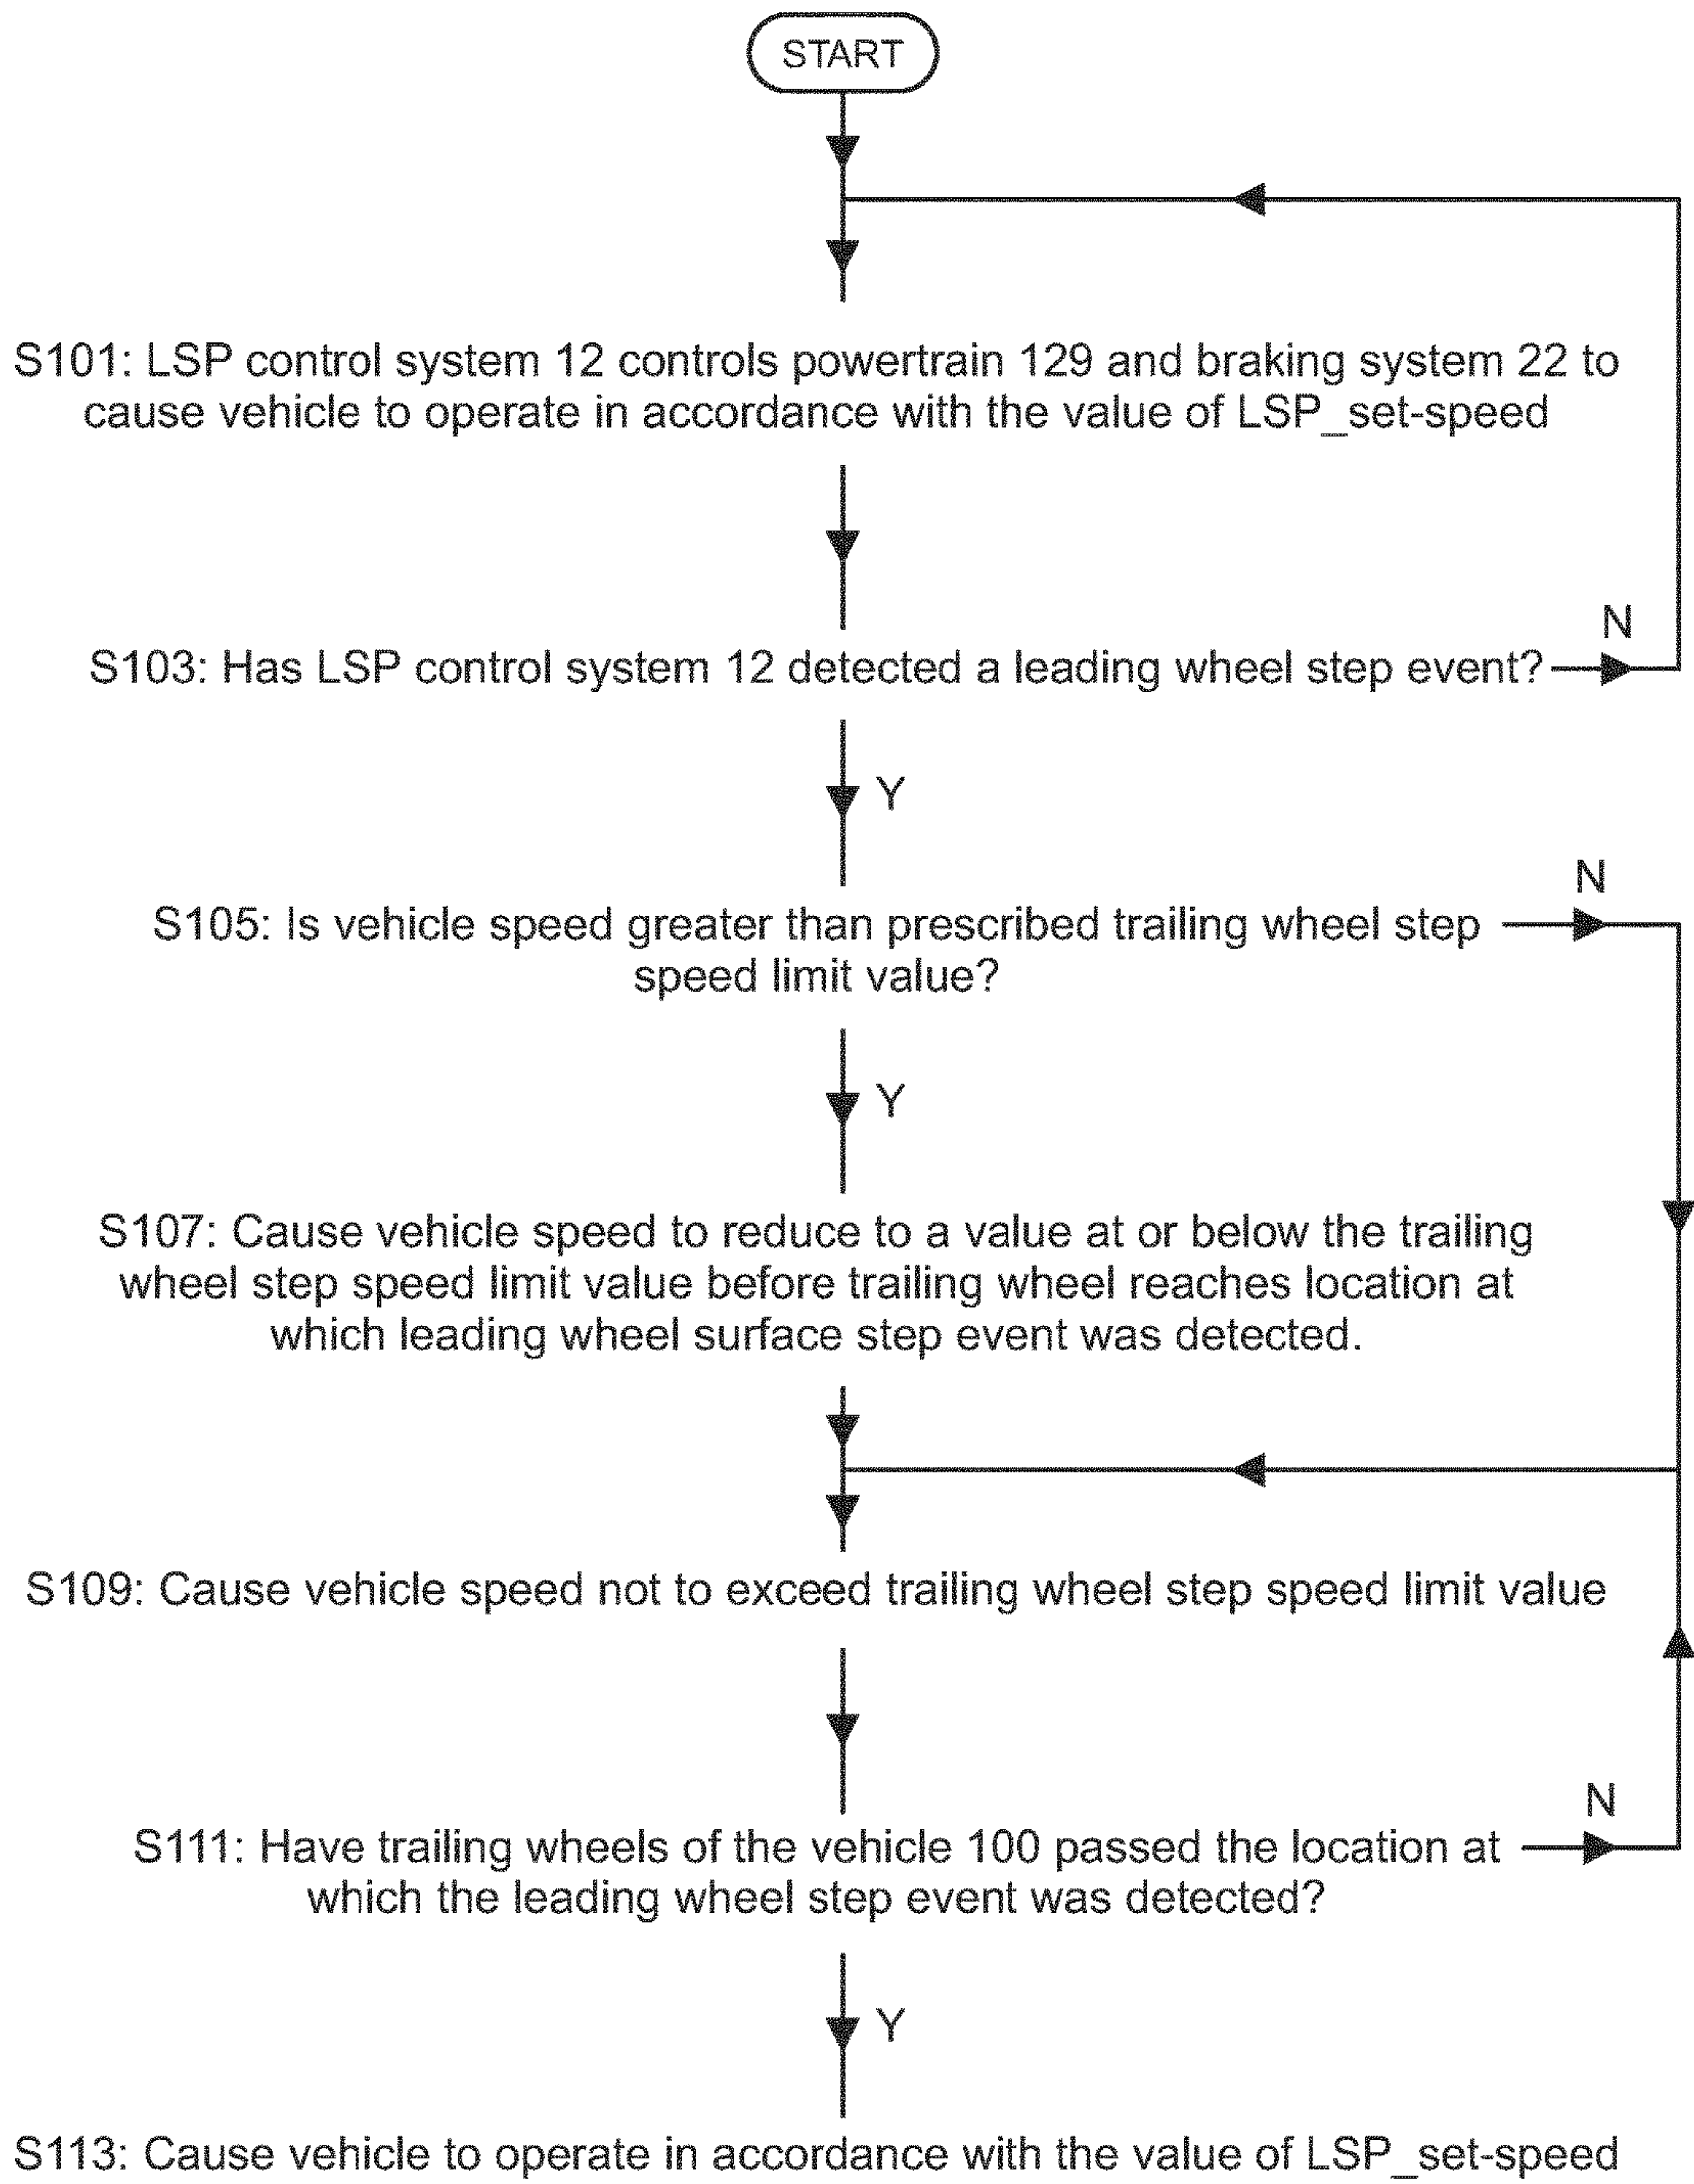 START
S101: LSP control system 12 controls powertrain 129 and braking system 22 to
cause vehicle to operate in accordance with the value of LSP_set-speed
N
S103: Has LSP control system 12 detected a leading wheel step event?
Y
N
S105: Is vehicle speed greater than prescribed trailing wheel step
speed limit value?
Y
S107: Cause vehicle speed to reduce to a value at or below the trailing
wheel step speed limit value before trailing wheel reaches location at
which leading wheel surface step event was detected.
S109: Cause vehicle speed not to exceed trailing wheel step speed limit value
N
S111: Have trailing wheels of the vehicle 100 passed the location at
which the leading wheel step event was detected?
Y
S113: Cause vehicle to operate in accordance with the value of LSP_set-speed